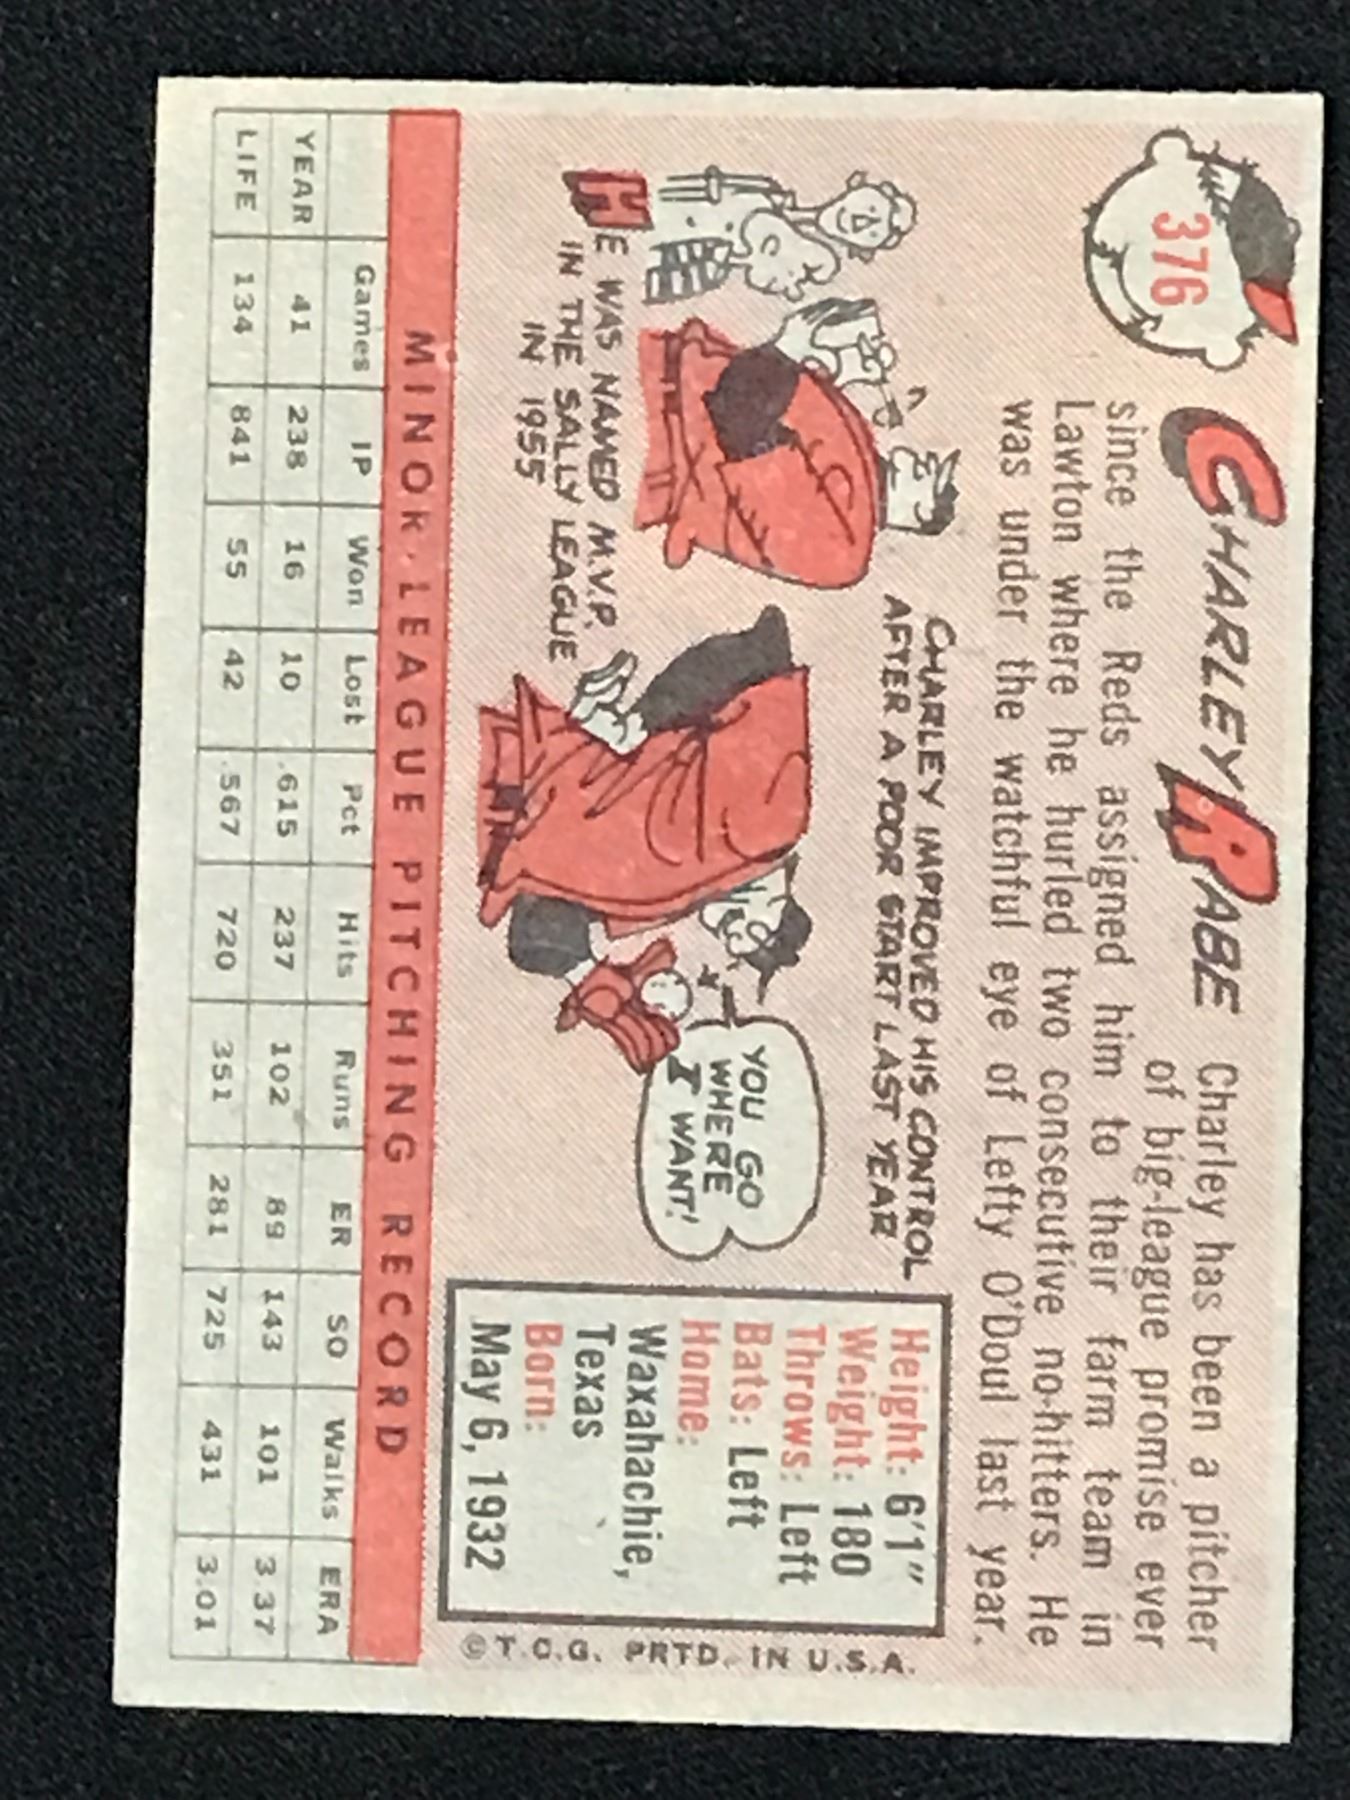 376
CHARLEY RABE
Charley has been a pitcher
of big-league promise ever
since the Reds assigned him to their farm team in
Lawton where he hurled two consecutive no-hitters. He
was under the watchful eye of Lefty O'Doul last year.
HE WAS NAMED M.V.P.
IN THE SALLY LEAGUE
IN 1955
CHARLEY IMPROVED HIS CONTROL
AFTER A POOR START LAST YEAR
YOU GO
WHERE
I WANT!
Height: 6'1"
Weight: 180
Throws: Left
Bats: Left
Home:
Waxahachie,
Texas
Born:
May 6, 1932
© T.C.G. PRTD. IN U.S.A.
MINOR LEAGUE PITCHING RECORD
Games IP Won Lost Pct Hits Runs ER SO Walks ERA
YEAR 41 238 16 10 .615 237 102 89 143 101 3.37
LIFE 134 841 55 42 .567 720 351 281 725 431 3.01